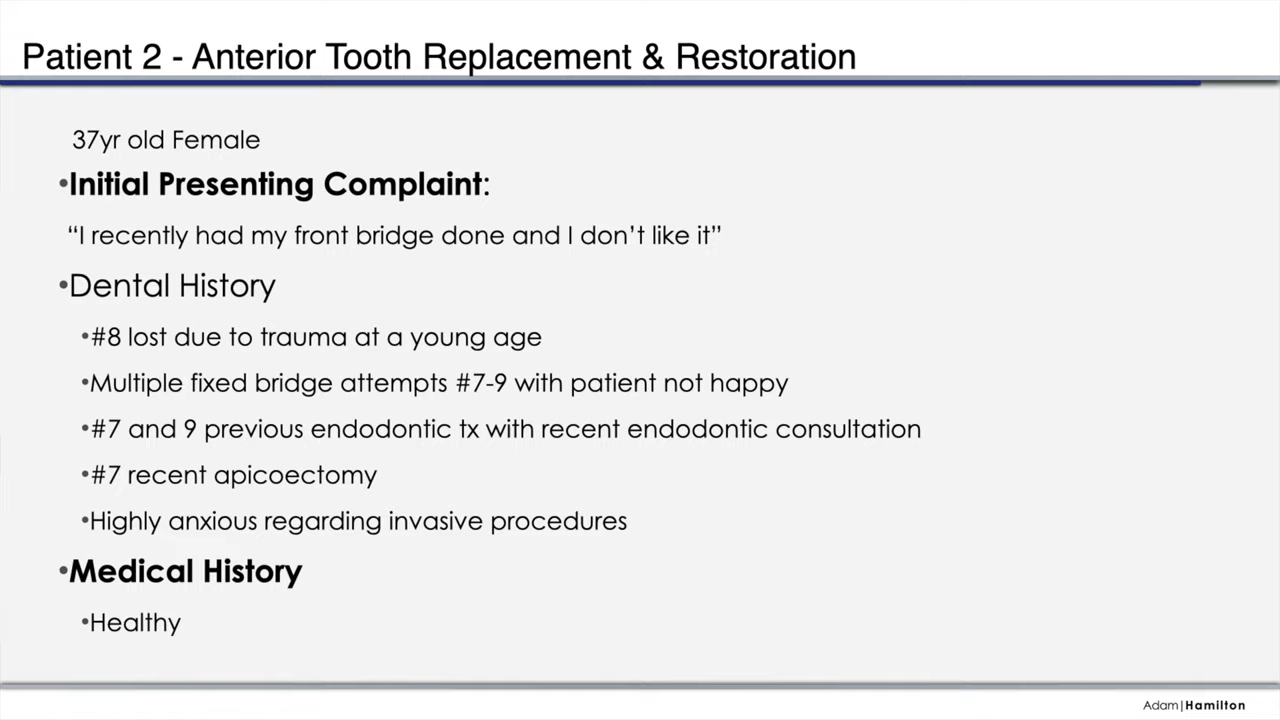 Patient 2 - Anterior Tooth Replacement & Restoration
37yr old Female
•Initial Presenting Complaint:
“I recently had my front bridge done and I don’t like it”
•Dental History
•#8 lost due to trauma at a young age
•Multiple fixed bridge attempts #7-9 with patient not happy
•#7 and 9 previous endodontic tx with recent endodontic consultation
•#7 recent apicoectomy
•Highly anxious regarding invasive procedures
•Medical History
•Healthy
Adam|Hamilton